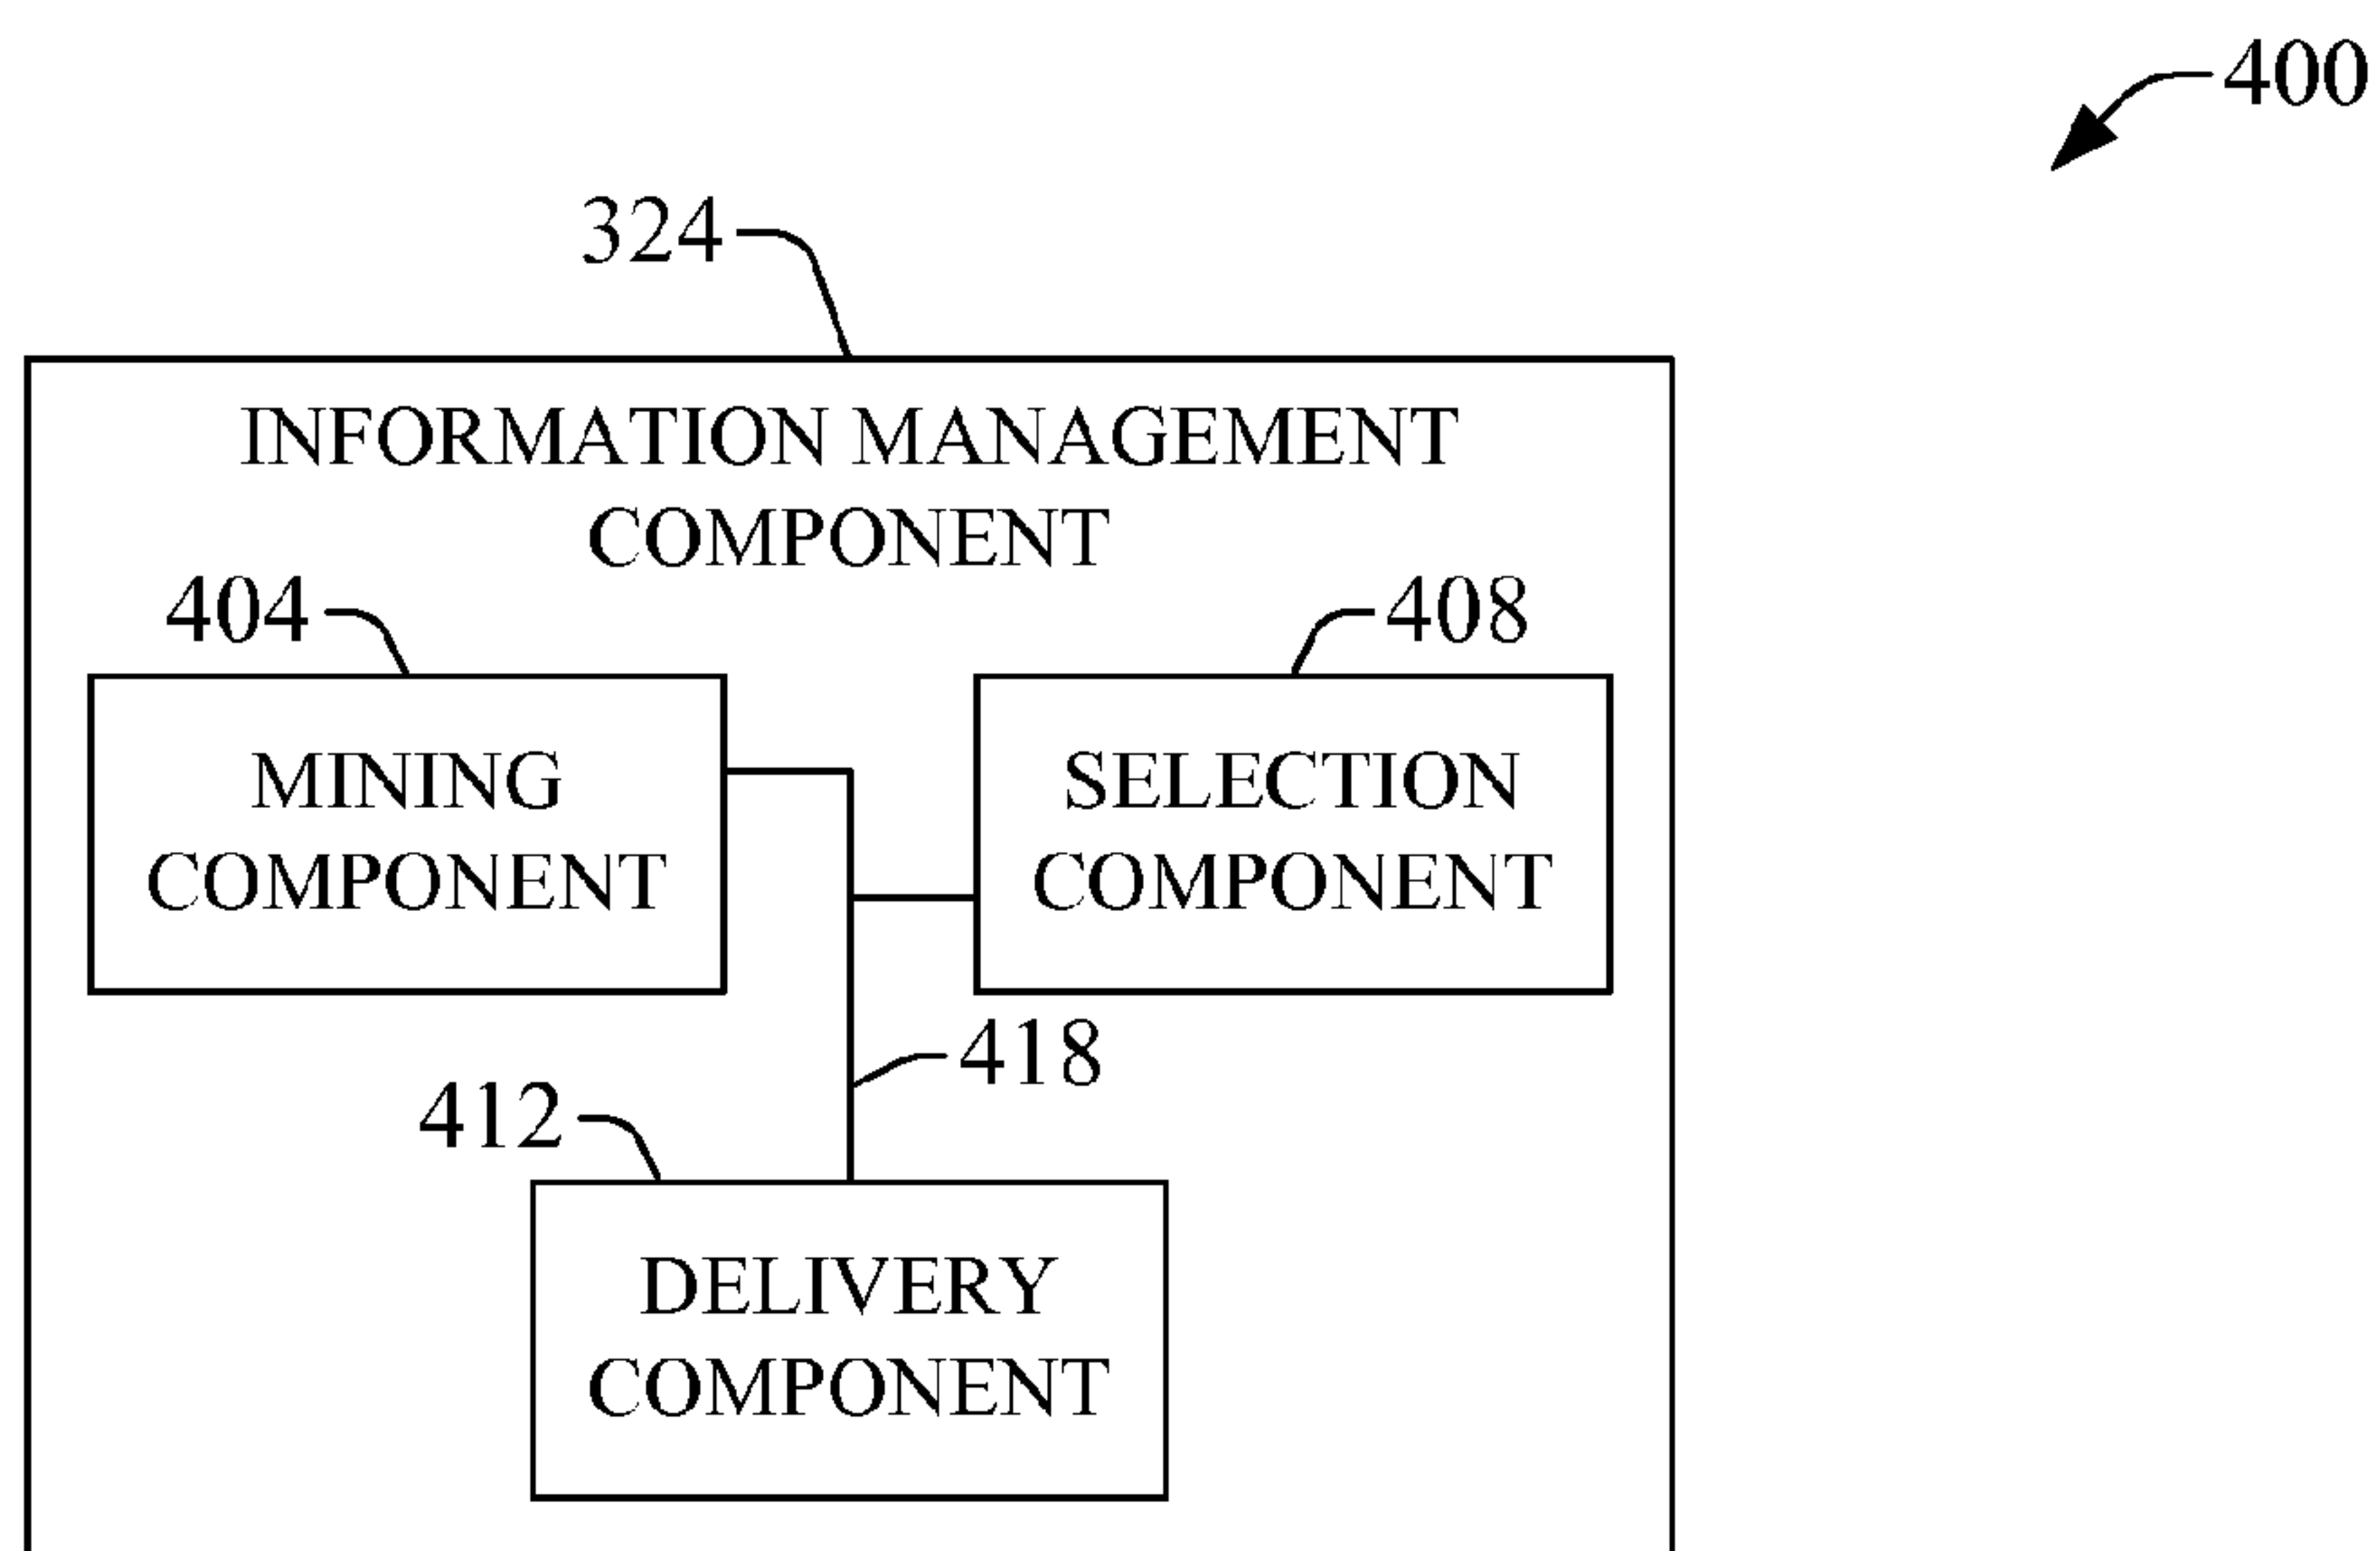 400
324
INFORMATION MANAGEMENT
COMPONENT
404
408
MINING
COMPONENT
SELECTION
COMPONENT
418
412
DELIVERY
COMPONENT